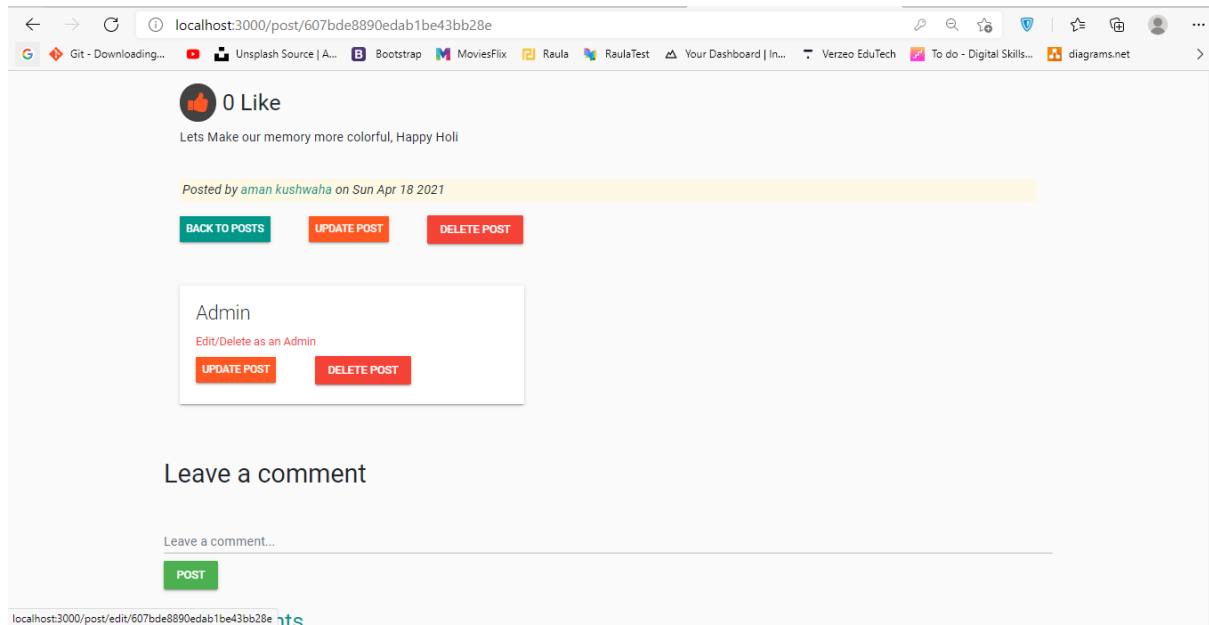 localhost:3000/post/607bde8890edab1be43bb28e
G Git - Downloading... Unsplash Source | A... B Bootstrap MoviesFlix Raula RaulaTest Your Dashboard | In... Verzeo EduTech To do - Digital Skills... diagrams.net
0 Like
Lets Make our memory more colorful, Happy Holi
Posted by aman kushwaha on Sun Apr 18 2021
BACK TO POSTS UPDATE POST DELETE POST
Admin
Edit/Delete as an Admin
UPDATE POST DELETE POST
Leave a comment
Leave a comment...
POST
localhost:3000/post/edit/607bde8890edab1be43bb28e